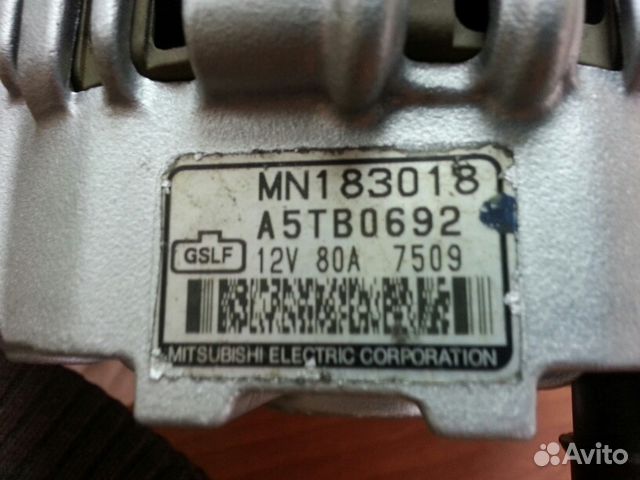 MN183018
A5TB0692
GSLF 12V 80A 7509
MITSUBISHI ELECTRIC CORPORATION
Avito